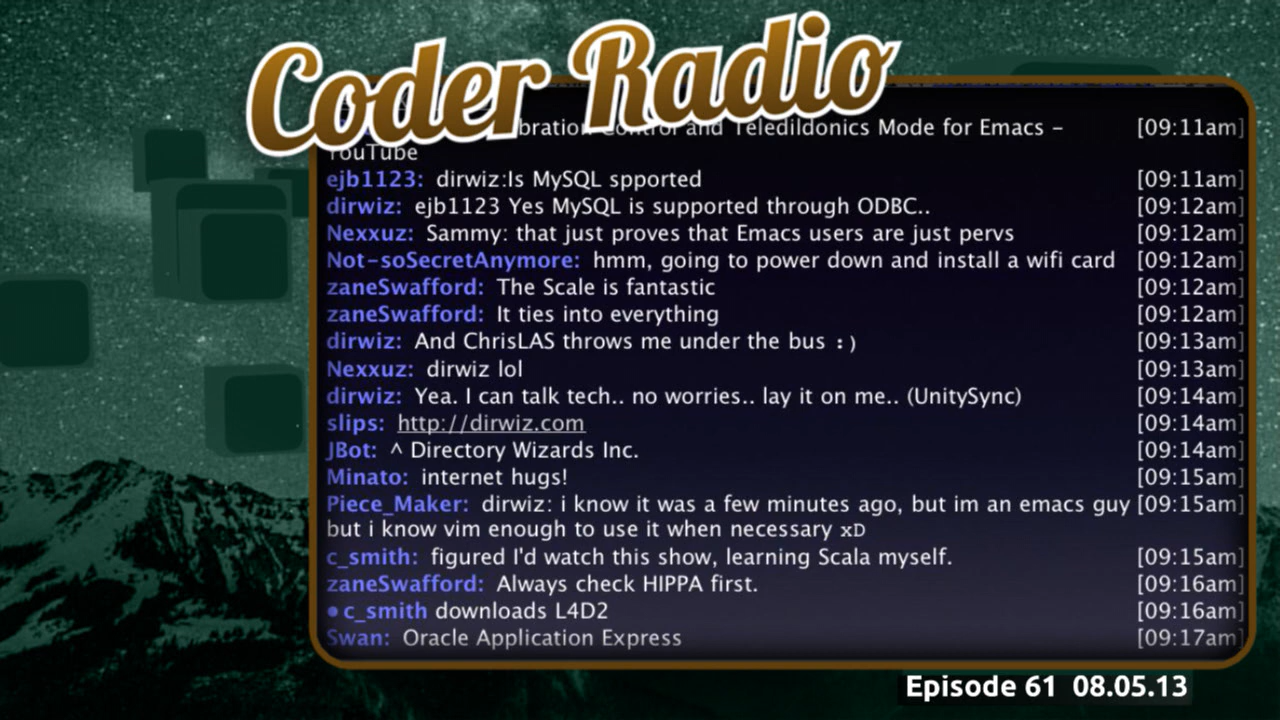 Coder Radio
bration Control and Teledildonics Mode for Emacs - [09:11am]
YouTube
ejb1123: dirwiz:Is MySQL spported [09:11am]
dirwiz: ejb1123 Yes MySQL is supported through ODBC.. [09:12am]
Nexxuz: Sammy: that just proves that Emacs users are just pervs [09:12am]
Not-soSecretAnymore: hmm, going to power down and install a wifi card [09:12am]
zaneSwafford: The Scale is fantastic [09:12am]
zaneSwafford: It ties into everything [09:12am]
dirwiz: And ChrisLAS throws me under the bus :) [09:13am]
Nexxuz: dirwiz lol [09:13am]
dirwiz: Yea. I can talk tech.. no worries.. lay it on me.. (UnitySync) [09:14am]
slips: http://dirwiz.com [09:14am]
JBot: ^ Directory Wizards Inc. [09:14am]
Minato: internet hugs! [09:15am]
Piece_Maker: dirwiz: i know it was a few minutes ago, but im an emacs guy [09:15am]
but i know vim enough to use it when necessary xD
c_smith: figured I'd watch this show, learning Scala myself. [09:15am]
zaneSwafford: Always check HIPPA first. [09:16am]
• c_smith downloads L4D2 [09:16am]
Swan: Oracle Application Express [09:17am]
Episode 61 08.05.13